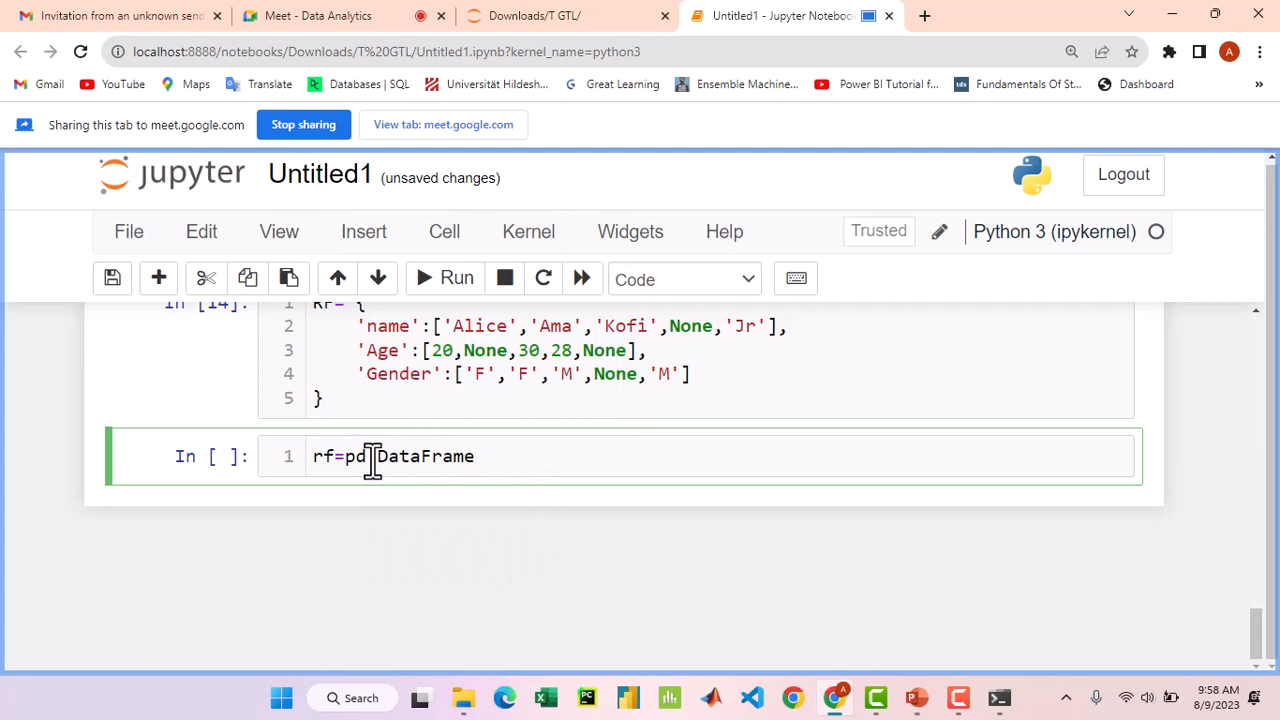 Invitation from an unknown send
Meet - Data Analytics
Downloads/T GTL/
Untitled1 - Jupyter Notebook
localhost:8888/notebooks/Downloads/T%20GTL/Untitled1.ipynb?kernel_name=python3
A
Gmail
YouTube
Maps
Translate
Databases | SQL
Universität Hildesh...
Great Learning
Ensemble Machine...
Power BI Tutorial f...
tds
Fundamentals Of St...
Dashboard
»
Sharing this tab to meet.google.com
Stop sharing
View tab: meet.google.com
jupyter Untitled1 (unsaved changes)
Logout
File Edit View Insert Cell Kernel Widgets Help
Trusted
Python 3 (ipykernel)
Run
Code
In [14]: 1 RF= {
2 'name':['Alice','Ama','Kofi',None,'Jr'],
3 'Age':[20,None,30,28,None],
4 'Gender':['F','F','M',None,'M']
5 }
In [ ]: 1 rf=pd DataFrame
Search
9:58 AM
8/9/2023